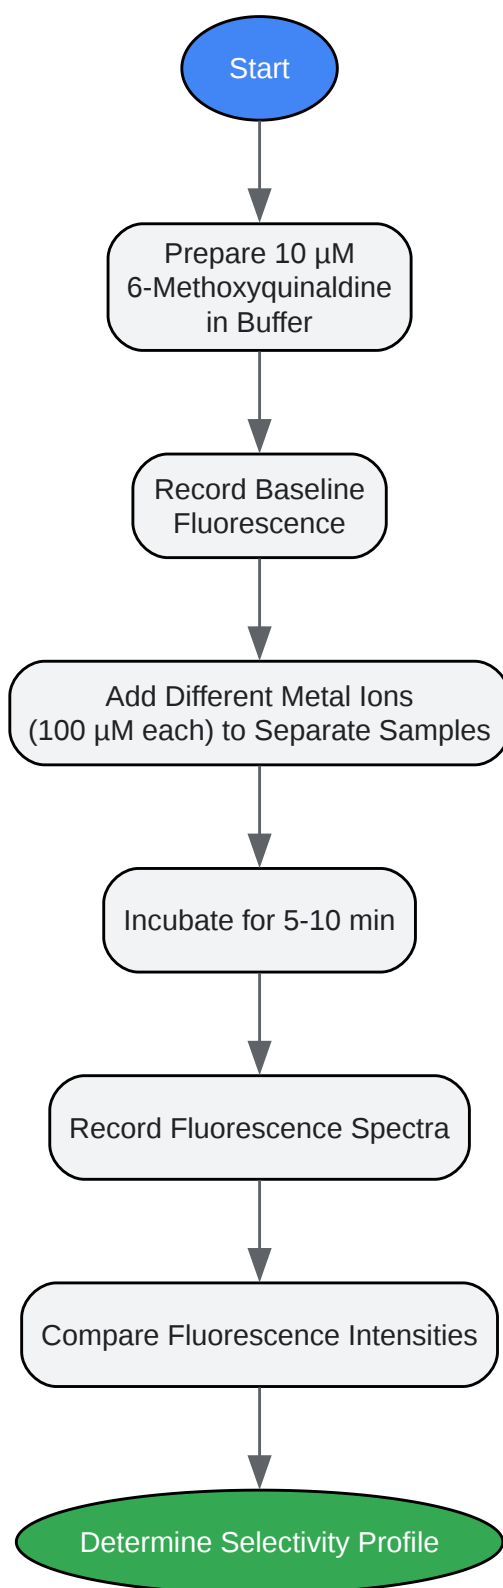 Start
Prepare 10 µM
6-Methoxyquinaldine
in Buffer
Record Baseline
Fluorescence
Add Different Metal Ions
(100 µM each) to Separate Samples
Incubate for 5-10 min
Record Fluorescence Spectra
Compare Fluorescence Intensities
Determine Selectivity Profile